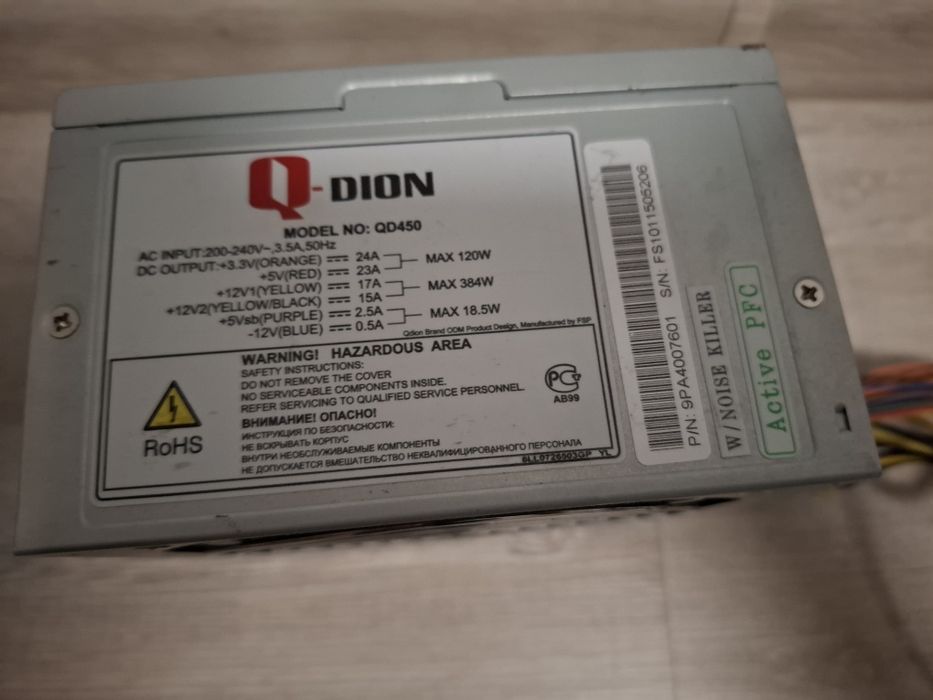 Q-DION
MODEL NO: QD450
AC INPUT:200-240V~,3.5A,50Hz
DC OUTPUT:+3.3V(ORANGE) 24A MAX 120W
+5V(RED) 23A
+12V1(YELLOW) 17A MAX 384W
+12V2(YELLOW/BLACK) 15A
+5Vsb(PURPLE) 2.5A MAX 18.5W
-12V(BLUE) 0.5A
Qdion Brand ODM Product Design, Manufactured by FSP
WARNING! HAZARDOUS AREA
SAFETY INSTRUCTIONS:
DO NOT REMOVE THE COVER
NO SERVICEABLE COMPONENTS INSIDE.
REFER SERVICING TO QUALIFIED SERVICE PERSONNEL.
ВНИМАНИЕ! ОПАСНО!
ИНСТРУКЦИЯ ПО БЕЗОПАСНОСТИ:
НЕ ВСКРЫВАТЬ КОРПУС
ВНУТРИ НЕОБСЛУЖИВАЕМЫЕ КОМПОНЕНТЫ
НЕ ДОПУСКАЕТСЯ ВМЕШАТЕЛЬСТВО НЕКВАЛИФИЦИРОВАННОГО ПЕРСОНАЛА
RoHS
РСТ
АВ99
6LL0726503GP YL
P/N: 9PA4007601 S/N: FS1011505206
W/NOISE KILLER
Active PFC